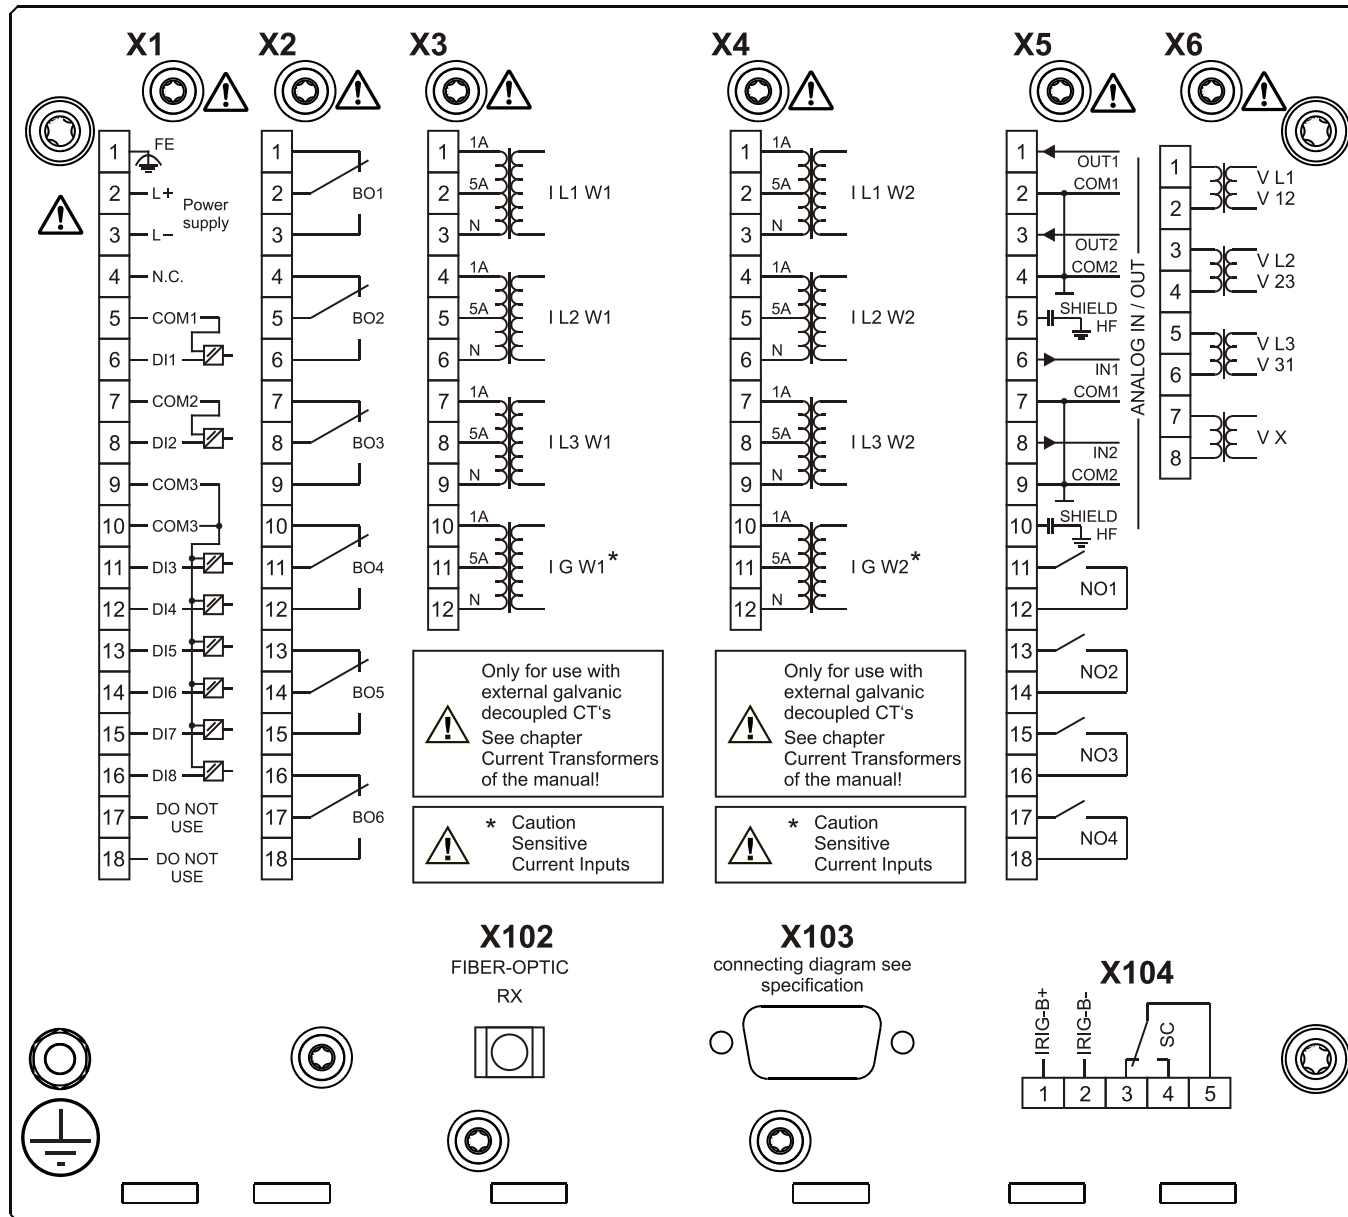 X1 X2 X3 X4 X5 X6
1 FE
2 L+ Power
supply
3 L–
4 N.C.
5 COM1
6 DI1
7 COM2
8 DI2
9 COM3
10 COM3
11 DI3
12 DI4
13 DI5
14 DI6
15 DI7
16 DI8
17 DO NOT
USE
18 DO NOT
USE
1
2 BO1
3
4
5 BO2
6
7
8 BO3
9
10
11 BO4
12
13
14 BO5
15
16
17 BO6
18
1 1A
2 5A I L1 W1
3 N
4 1A
5 5A I L2 W1
6 N
7 1A
8 5A I L3 W1
9 N
10 1A
11 5A I G W1*
12 N
Only for use with
external galvanic
decoupled CT‘s
See chapter
Current Transformers
of the manual!
* Caution
Sensitive
Current Inputs
1 1A
2 5A I L1 W2
3 N
4 1A
5 5A I L2 W2
6 N
7 1A
8 5A I L3 W2
9 N
10 1A
11 5A I G W2*
12 N
Only for use with
external galvanic
decoupled CT‘s
See chapter
Current Transformers
of the manual!
* Caution
Sensitive
Current Inputs
1 OUT1
2 COM1
3 OUT2
4 COM2
5 SHIELD
HF
6 IN1
7 COM1
8 IN2
9 COM2
10 SHIELD
HF
ANALOG IN / OUT
11
NO1
12
13
NO2
14
15
NO3
16
17
NO4
18
1 V L1
2 V 12
3 V L2
4 V 23
5 V L3
6 V 31
7
V X
8
X102
FIBER-OPTIC
RX
X103
connecting diagram see
specification
X104
IRIG-B+
IRIG-B-
SC
1 2 3 4 5